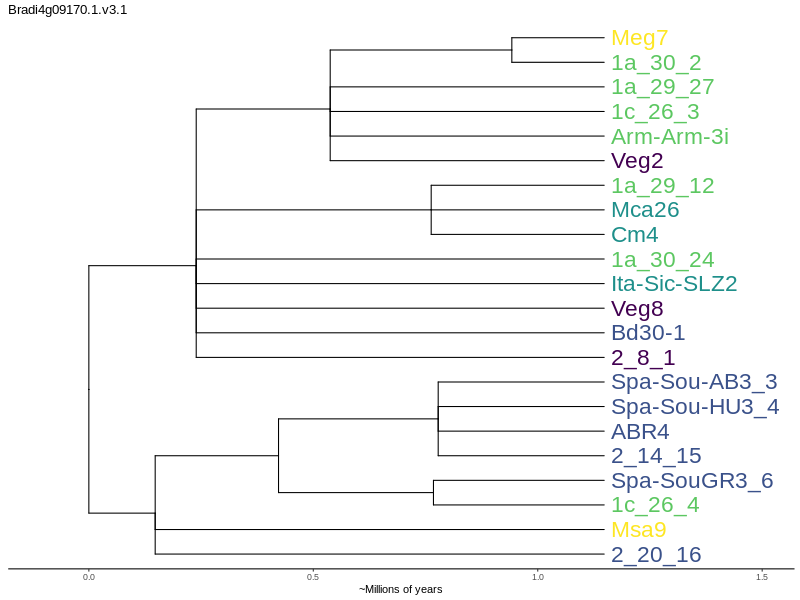 Bradi4g09170.1.v3.1
Meg7
1a_30_2
1a_29_27
1c_26_3
Arm-Arm-3i
Veg2
1a_29_12
Mca26
Cm4
1a_30_24
Ita-Sic-SLZ2
Veg8
Bd30-1
2_8_1
Spa-Sou-AB3_3
Spa-Sou-HU3_4
ABR4
2_14_15
Spa-SouGR3_6
1c_26_4
Msa9
2_20_16
0.0 0.5 1.0 1.5
~Millions of years